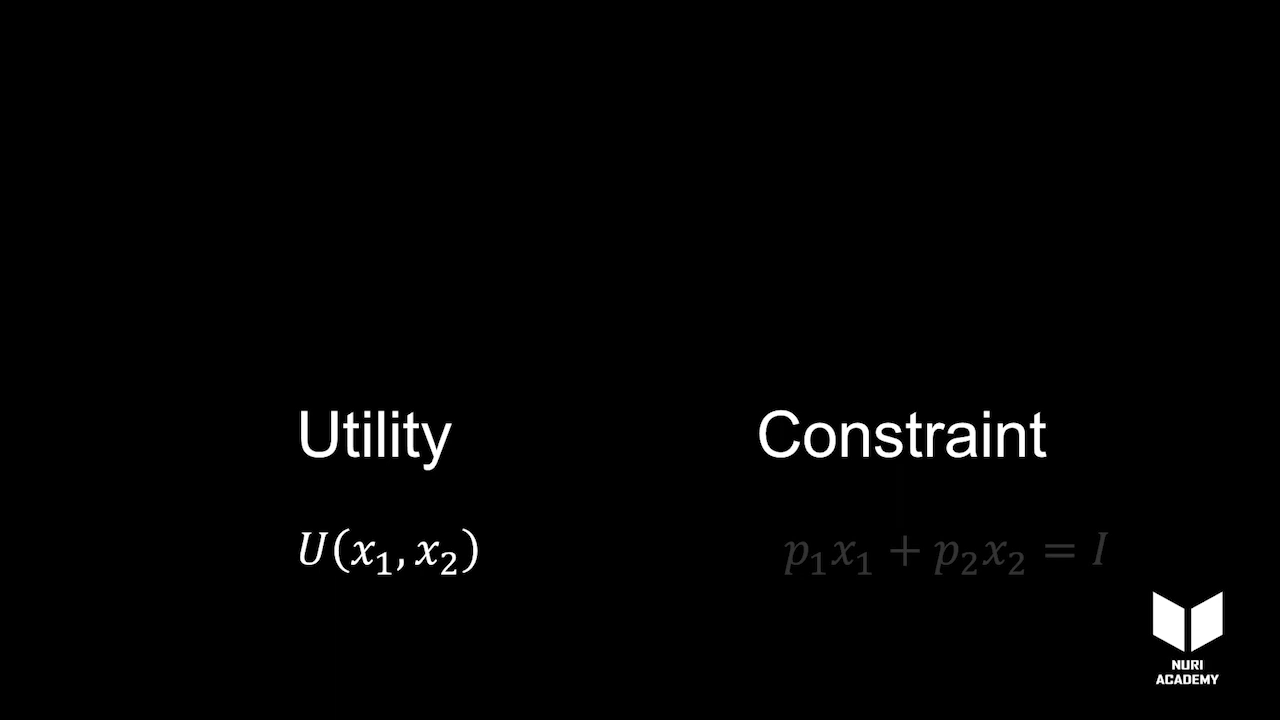 Utility
Constraint
U(x₁, x₂)
p₁x₁ + p₂x₂ = I
NURI
ACADEMY